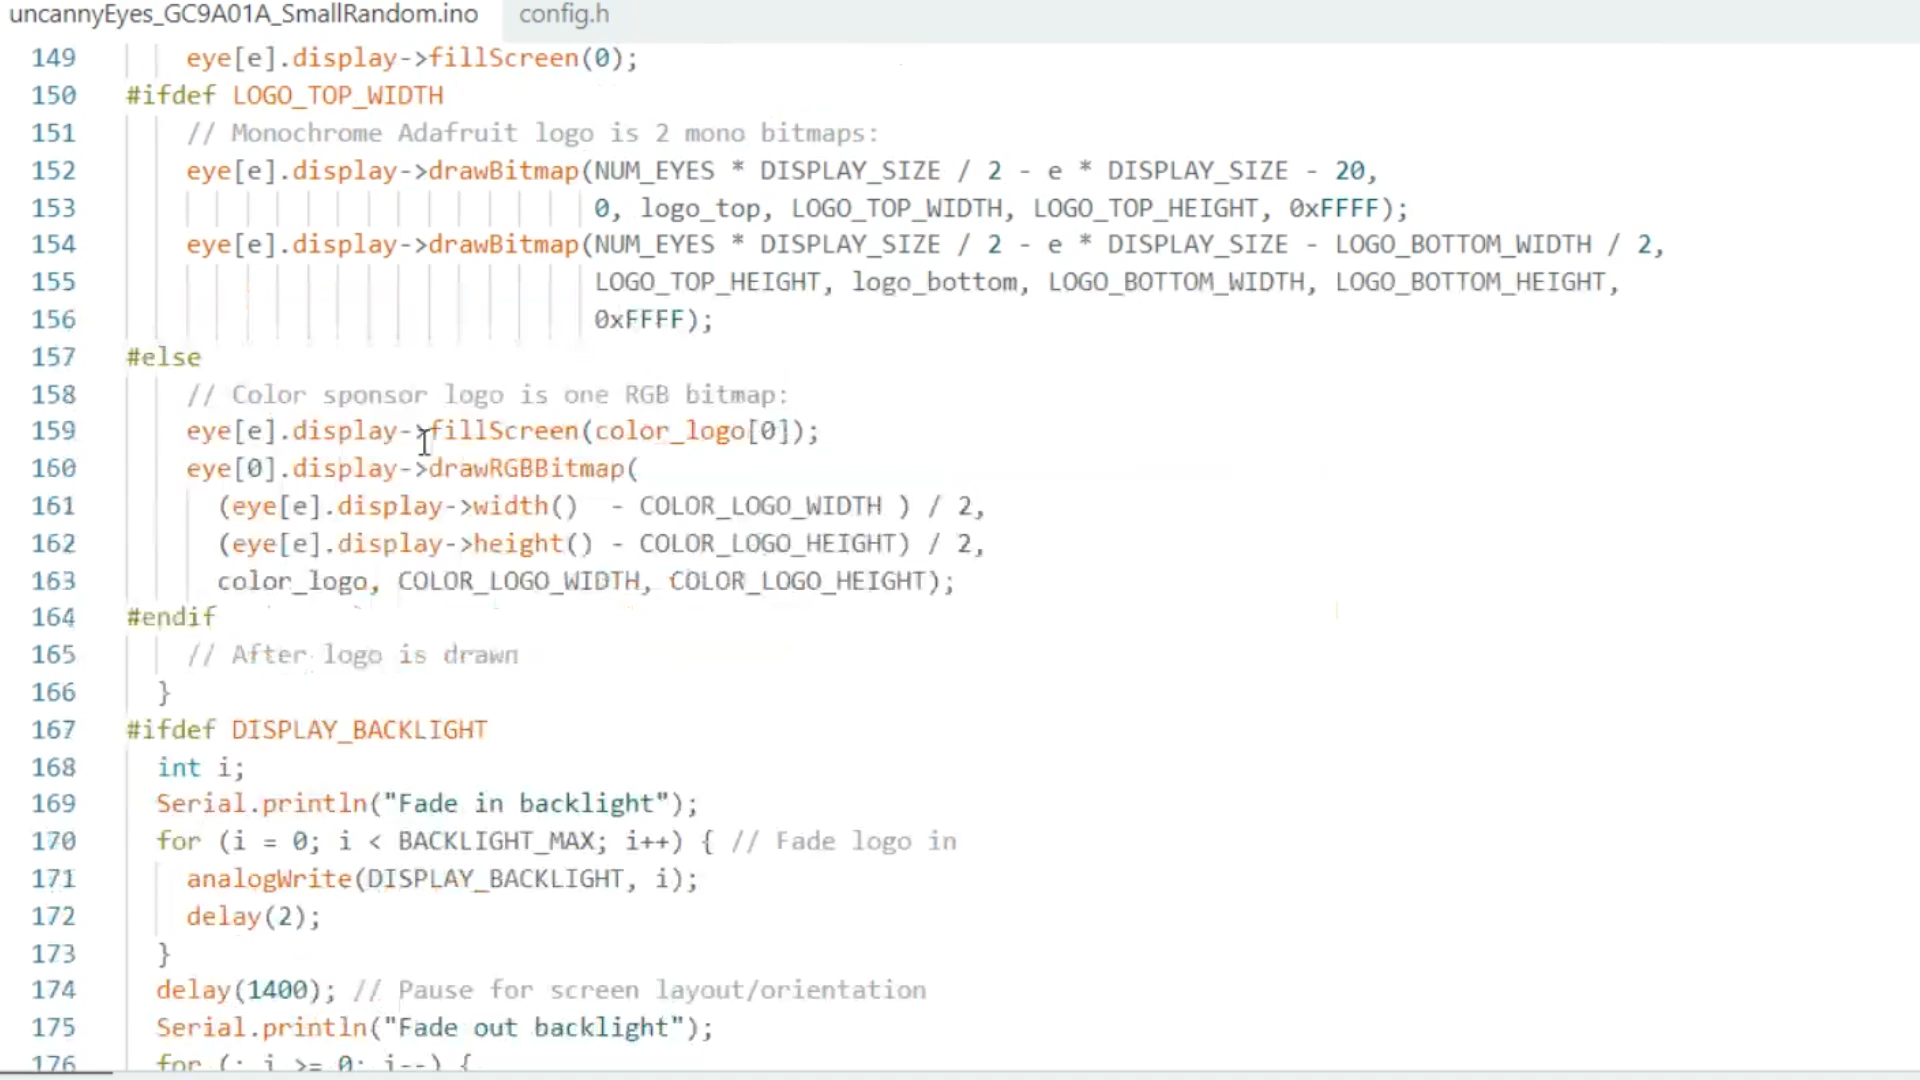 uncannyEyes_GC9A01A_SmallRandom.ino config.h
149 eye[e].display->fillScreen(0);
150 #ifdef LOGO_TOP_WIDTH
151 // Monochrome Adafruit logo is 2 mono bitmaps:
152 eye[e].display->drawBitmap(NUM_EYES * DISPLAY_SIZE / 2 - e * DISPLAY_SIZE - 20,
153 0, logo_top, LOGO_TOP_WIDTH, LOGO_TOP_HEIGHT, 0xFFFF);
154 eye[e].display->drawBitmap(NUM_EYES * DISPLAY_SIZE / 2 - e * DISPLAY_SIZE - LOGO_BOTTOM_WIDTH / 2,
155 LOGO_TOP_HEIGHT, logo_bottom, LOGO_BOTTOM_WIDTH, LOGO_BOTTOM_HEIGHT,
156 0xFFFF);
157 #else
158 // Color sponsor logo is one RGB bitmap:
159 eye[e].display->fillScreen(color_logo[0]);
160 eye[0].display->drawRGBBitmap(
161 (eye[e].display->width()  - COLOR_LOGO_WIDTH ) / 2,
162 (eye[e].display->height() - COLOR_LOGO_HEIGHT) / 2,
163 color_logo, COLOR_LOGO_WIDTH, COLOR_LOGO_HEIGHT);
164 #endif
165 // After logo is drawn
166 }
167 #ifdef DISPLAY_BACKLIGHT
168 int i;
169 Serial.println("Fade in backlight");
170 for (i = 0; i < BACKLIGHT_MAX; i++) { // Fade logo in
171 analogWrite(DISPLAY_BACKLIGHT, i);
172 delay(2);
173 }
174 delay(1400); // Pause for screen layout/orientation
175 Serial.println("Fade out backlight");
176 for (; i >= 0; i--) {